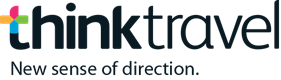 thinktravel
New sense of direction.